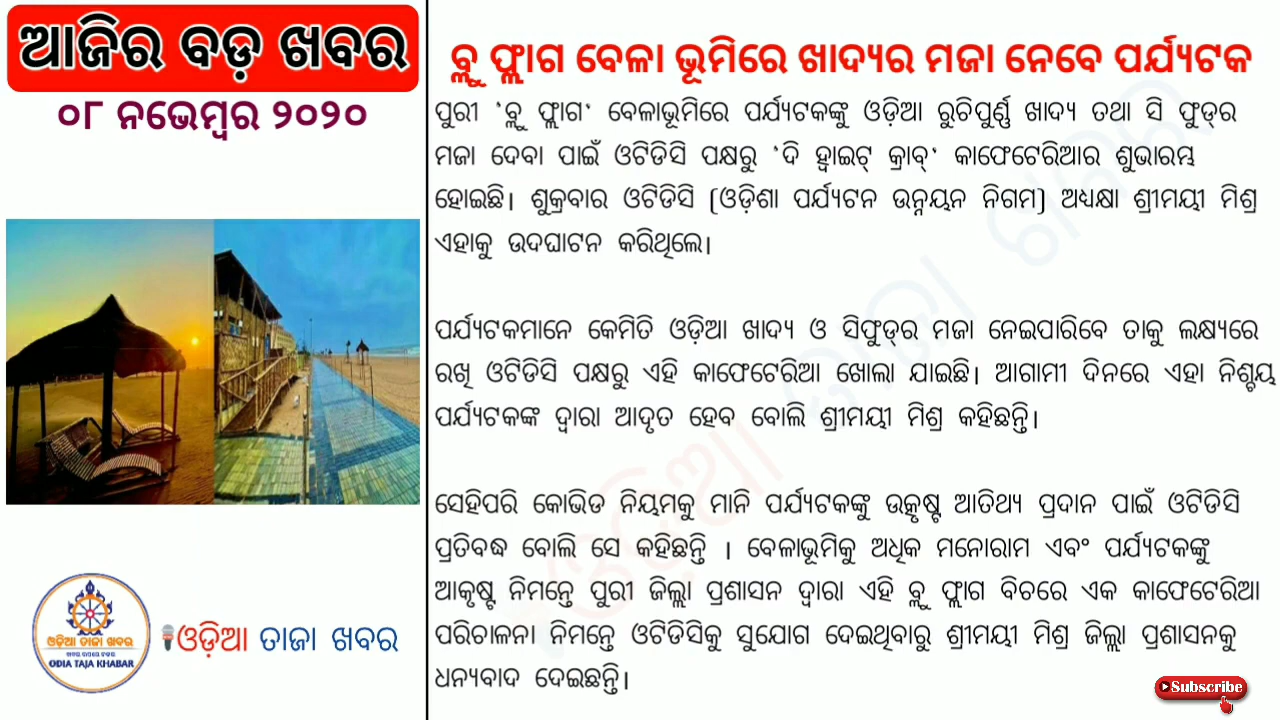 ଆଜିର ବଡ଼ ଖବର
୦୮ ନଭେମ୍ବର ୨୦୨୦
ବ୍ଲୁ ଫ୍ଲାଗ ବେଳା ଭୂମିରେ ଖାଦ୍ୟର ମଜା ନେବେ ପର୍ଯ୍ୟଟକ
ପୁରୀ 'ବ୍ଲୁ ଫ୍ଲାଗ' ବେଳାଭୂମିରେ ପର୍ଯ୍ୟଟକଙ୍କୁ ଓଡ଼ିଆ ରୁଚିପୂର୍ଣ୍ଣ ଖାଦ୍ୟ ତଥା ସି ଫୁଡ୍‌ର
ମଜା ଦେବା ପାଇଁ ଓଟିଡିସି ପକ୍ଷରୁ 'ଦି ହ୍ୱାଇଟ୍ କ୍ରାବ୍' କାଫେଟେରିଆର ଶୁଭାରମ୍ଭ
ହୋଇଛି। ଶୁକ୍ରବାର ଓଟିଡିସି (ଓଡ଼ିଶା ପର୍ଯ୍ୟଟନ ଉନ୍ନୟନ ନିଗମ) ଅଧ୍ୟକ୍ଷା ଶ୍ରୀମୟୀ ମିଶ୍ର
ଏହାକୁ ଉଦଘାଟନ କରିଥିଲେ।
ପର୍ଯ୍ୟଟକମାନେ କେମିତି ଓଡ଼ିଆ ଖାଦ୍ୟ ଓ ସିଫୁଡ୍‌ର ମଜା ନେଇପାରିବେ ତାକୁ ଲକ୍ଷ୍ୟରେ
ରଖି ଓଟିଡିସି ପକ୍ଷରୁ ଏହି କାଫେଟେରିଆ ଖୋଲା ଯାଇଛି। ଆଗାମୀ ଦିନରେ ଏହା ନିଶ୍ଚୟ
ପର୍ଯ୍ୟଟକଙ୍କ ଦ୍ୱାରା ଆଦୃତ ହେବ ବୋଲି ଶ୍ରୀମୟୀ ମିଶ୍ର କହିଛନ୍ତି।
ସେହିପରି କୋଭିଡ ନିୟମକୁ ମାନି ପର୍ଯ୍ୟଟକଙ୍କୁ ଉତ୍କୃଷ୍ଟ ଆତିଥ୍ୟ ପ୍ରଦାନ ପାଇଁ ଓଟିଡିସି
ପ୍ରତିବଦ୍ଧ ବୋଲି ସେ କହିଛନ୍ତି । ବେଳାଭୂମିକୁ ଅଧିକ ମନୋରାମ ଏବଂ ପର୍ଯ୍ୟଟକଙ୍କୁ
ଆକୃଷ୍ଟ ନିମନ୍ତେ ପୁରୀ ଜିଲ୍ଲା ପ୍ରଶାସନ ଦ୍ୱାରା ଏହି ବ୍ଲୁ ଫ୍ଲାଗ ବିଚରେ ଏକ କାଫେଟେରିଆ
ପରିଚାଳନା ନିମନ୍ତେ ଓଟିଡିସିକୁ ସୁଯୋଗ ଦେଇଥିବାରୁ ଶ୍ରୀମୟୀ ମିଶ୍ର ଜିଲ୍ଲା ପ୍ରଶାସନକୁ
ଧନ୍ୟବାଦ ଦେଇଛନ୍ତି।
ଓଡ଼ିଆ ତାଜା ଖବର
ODIA TAJA KHABAR
ଓଡ଼ିଆ ତାଜା ଖବର
ଓଡ଼ିଆ ତାଜା ଖବର
Subscribe